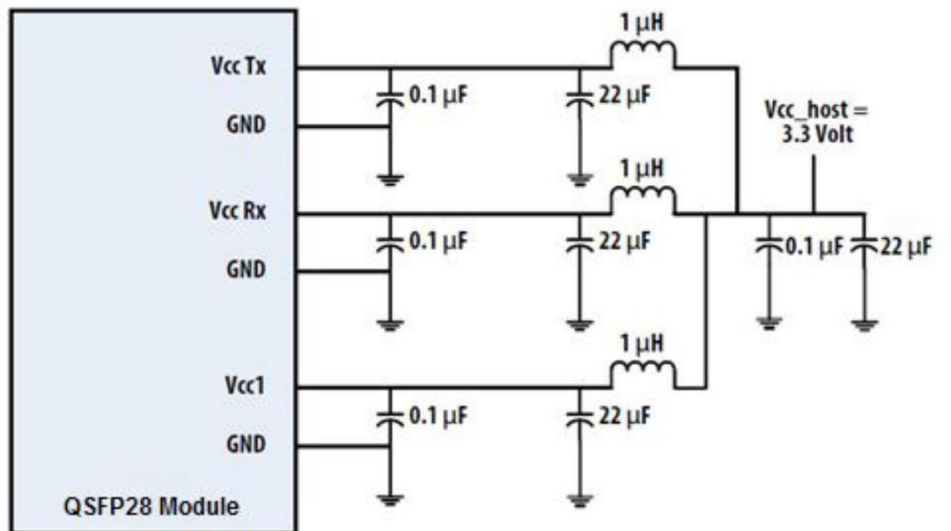 1 µH
Vcc Tx
0.1 µF
22 µF
GND
Vcc_host =
3.3 Volt
1 µH
Vcc Rx
0.1 µF
22 µF
0.1 µF
22 µF
GND
1 µH
Vcc1
0.1 µF
22 µF
GND
QSFP28 Module